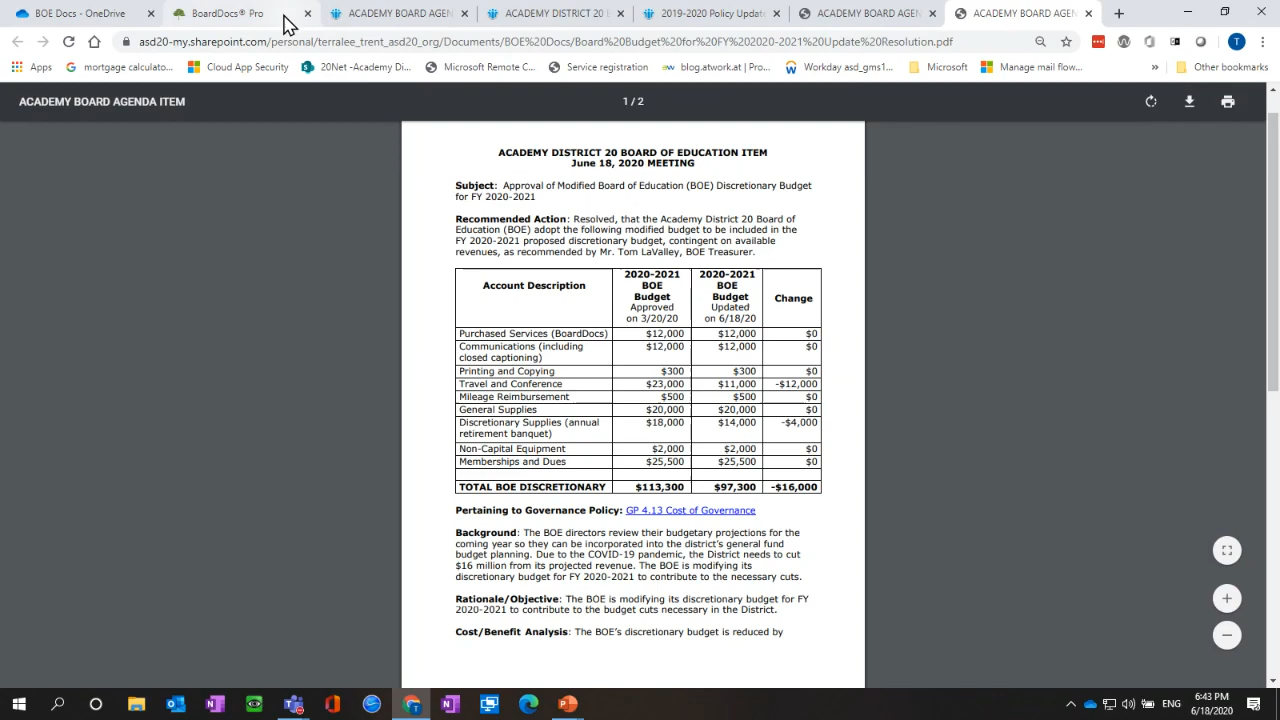 BOE Docs - OneDrive
BoardDocs® Pro
ACADEMY BOARD AGEN
ACADEMY DISTRICT 20 E
2019-2020 Policy Update
ACADEMY BOARD AGEN
ACADEMY BOARD AGEN
asd20-my.sharepoint.com/personal/terralee_trent_asd20_org/Documents/BOE%20Docs/Board%20Budget%20for%20FY%202020-2021%20Update%20Resolution.pdf
T
Apps
mortgage calculato...
Cloud App Security
20Net -Academy Di...
Microsoft Remote C...
Service registration
blog.atwork.at | Pro...
Workday asd_gms1...
Microsoft
Manage mail flow...
»
Other bookmarks
ACADEMY BOARD AGENDA ITEM
1 / 2
ACADEMY DISTRICT 20 BOARD OF EDUCATION ITEM
June 18, 2020 MEETING
Subject: Approval of Modified Board of Education (BOE) Discretionary Budget
for FY 2020-2021
Recommended Action: Resolved, that the Academy District 20 Board of
Education (BOE) adopt the following modified budget to be included in the
FY 2020-2021 proposed discretionary budget, contingent on available
revenues, as recommended by Mr. Tom LaValley, BOE Treasurer.
Account Description
2020-2021
BOE
Budget
Approved
on 3/20/20
2020-2021
BOE
Budget
Updated
on 6/18/20
Change
Purchased Services (BoardDocs) $12,000 $12,000 $0
Communications (including
closed captioning) $12,000 $12,000 $0
Printing and Copying $300 $300 $0
Travel and Conference $23,000 $11,000 -$12,000
Mileage Reimbursement $500 $500 $0
General Supplies $20,000 $20,000 $0
Discretionary Supplies (annual
retirement banquet) $18,000 $14,000 -$4,000
Non-Capital Equipment $2,000 $2,000 $0
Memberships and Dues $25,500 $25,500 $0
TOTAL BOE DISCRETIONARY $113,300 $97,300 -$16,000
Pertaining to Governance Policy: GP 4.13 Cost of Governance
Background: The BOE directors review their budgetary projections for the
coming year so they can be incorporated into the district's general fund
budget planning. Due to the COVID-19 pandemic, the District needs to cut
$16 million from its projected revenue. The BOE is modifying its
discretionary budget for FY 2020-2021 to contribute to the necessary cuts.
Rationale/Objective: The BOE is modifying its discretionary budget for FY
2020-2021 to contribute to the budget cuts necessary in the District.
Cost/Benefit Analysis: The BOE's discretionary budget is reduced by
ENG
6:43 PM
6/18/2020